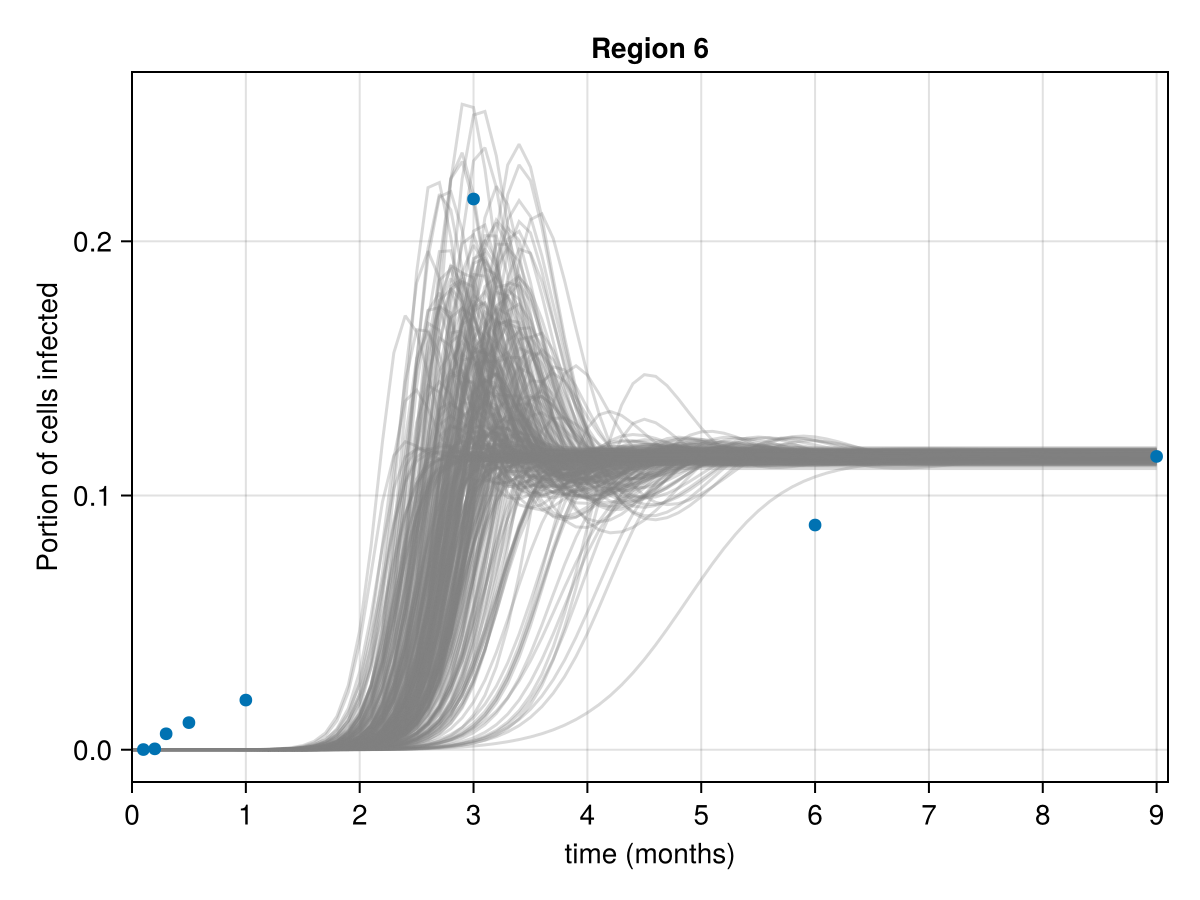 Region 6
Portion of cells infected
0.2
0.1
0.0
0 1 2 3 4 5 6 7 8 9
time (months)